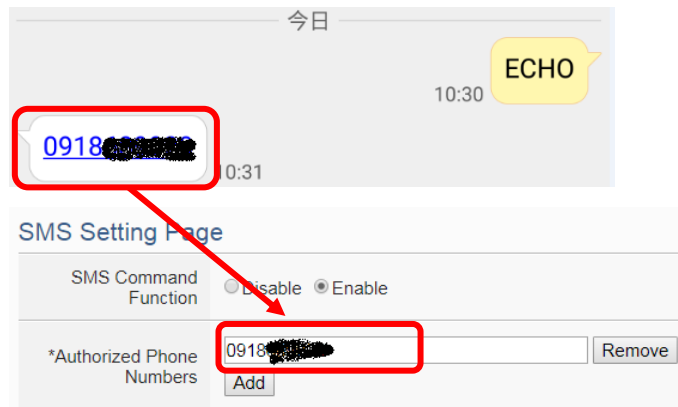 今日
ECHO
10:30
0918
0:31
SMS Setting Page
SMS Command
Function
Disable Enable
*Authorized Phone
Numbers
0918
Remove
Add